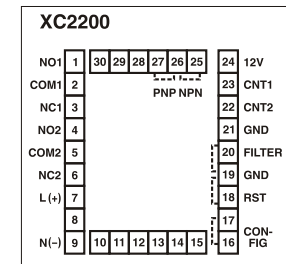 XC2200
NO1 1 30 29 28 27 26 25 24 12V
COM1 2 23 CNT1
PNP NPN
NC1 3 22 CNT2
NO2 4 21 GND
COM2 5 20 FILTER
NC2 6 19 GND
L (+) 7 18 RST
8 17 CON-
N(–) 9 10 11 12 13 14 15 16 FIG